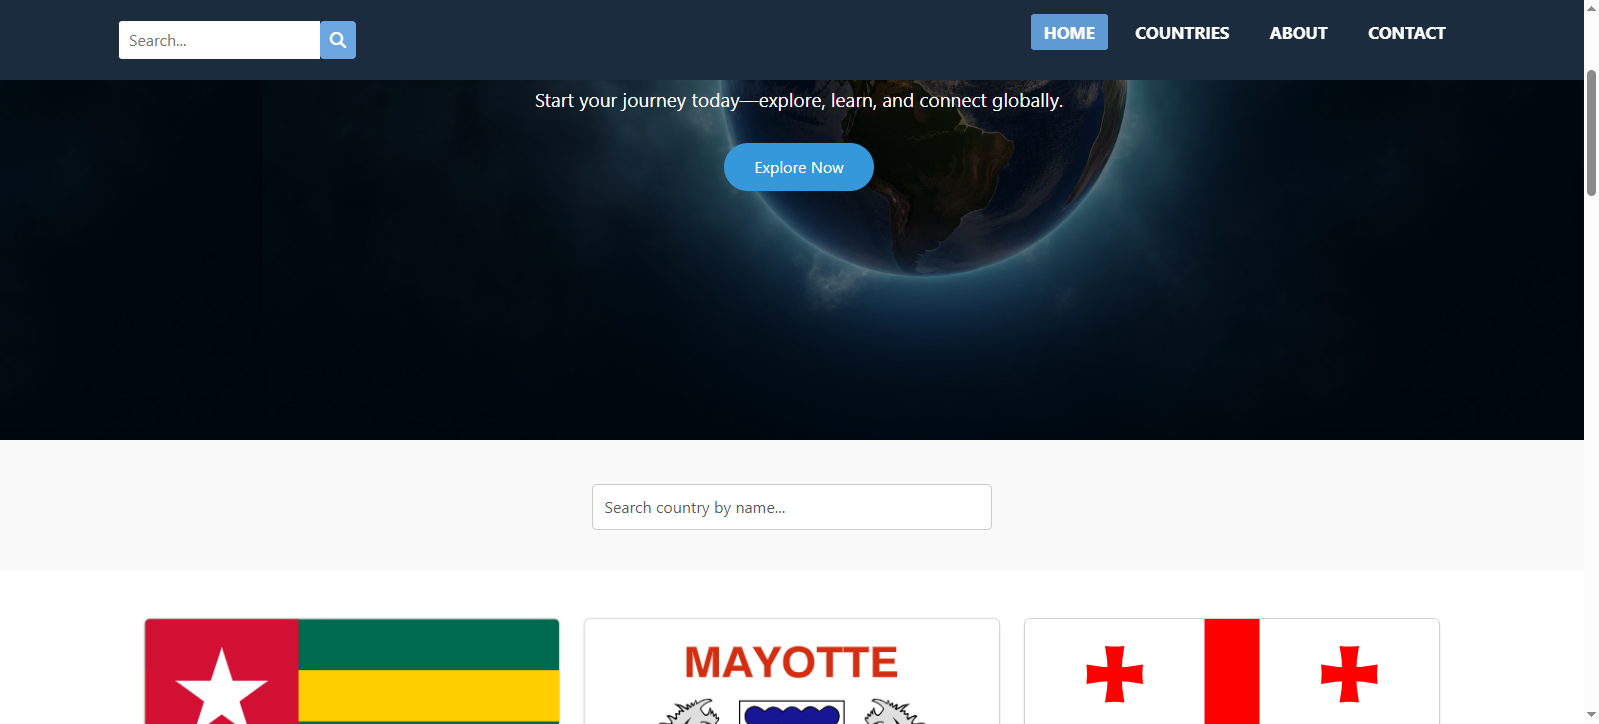 Search...
HOME
COUNTRIES
ABOUT
CONTACT
Start your journey today—explore, learn, and connect globally.
Explore Now
Search country by name...
MAYOTTE